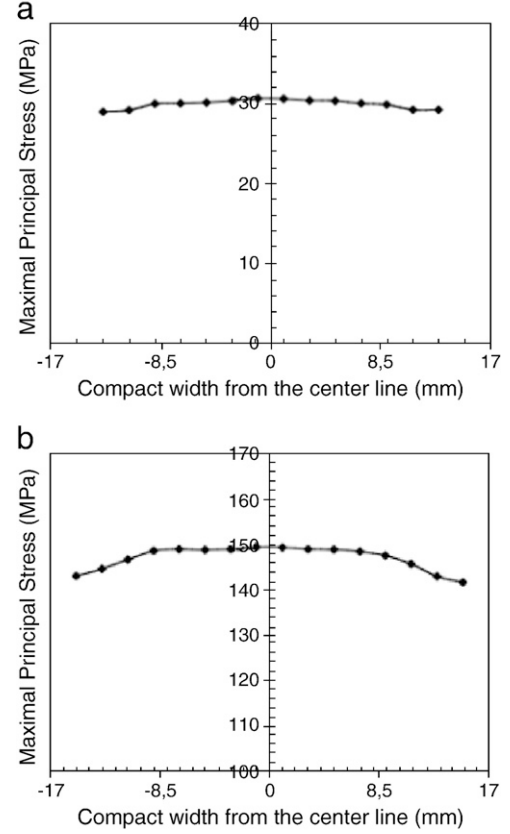 a
Maximal Principal Stress (MPa)
40
30
20
10
0
-17 -8,5 0 8,5 17
Compact width from the center line (mm)
b
Maximal Principal Stress (MPa)
170
160
150
140
130
120
110
100
-17 -8,5 0 8,5 17
Compact width from the center line (mm)